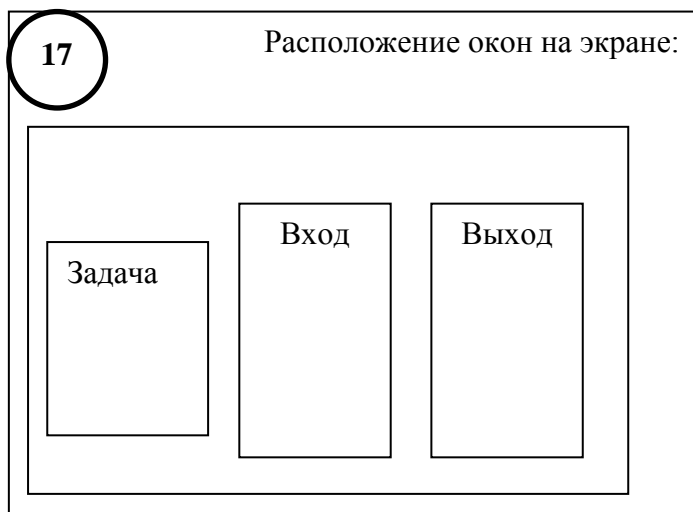 17
Расположение окон на экране:
Вход
Выход
Задача